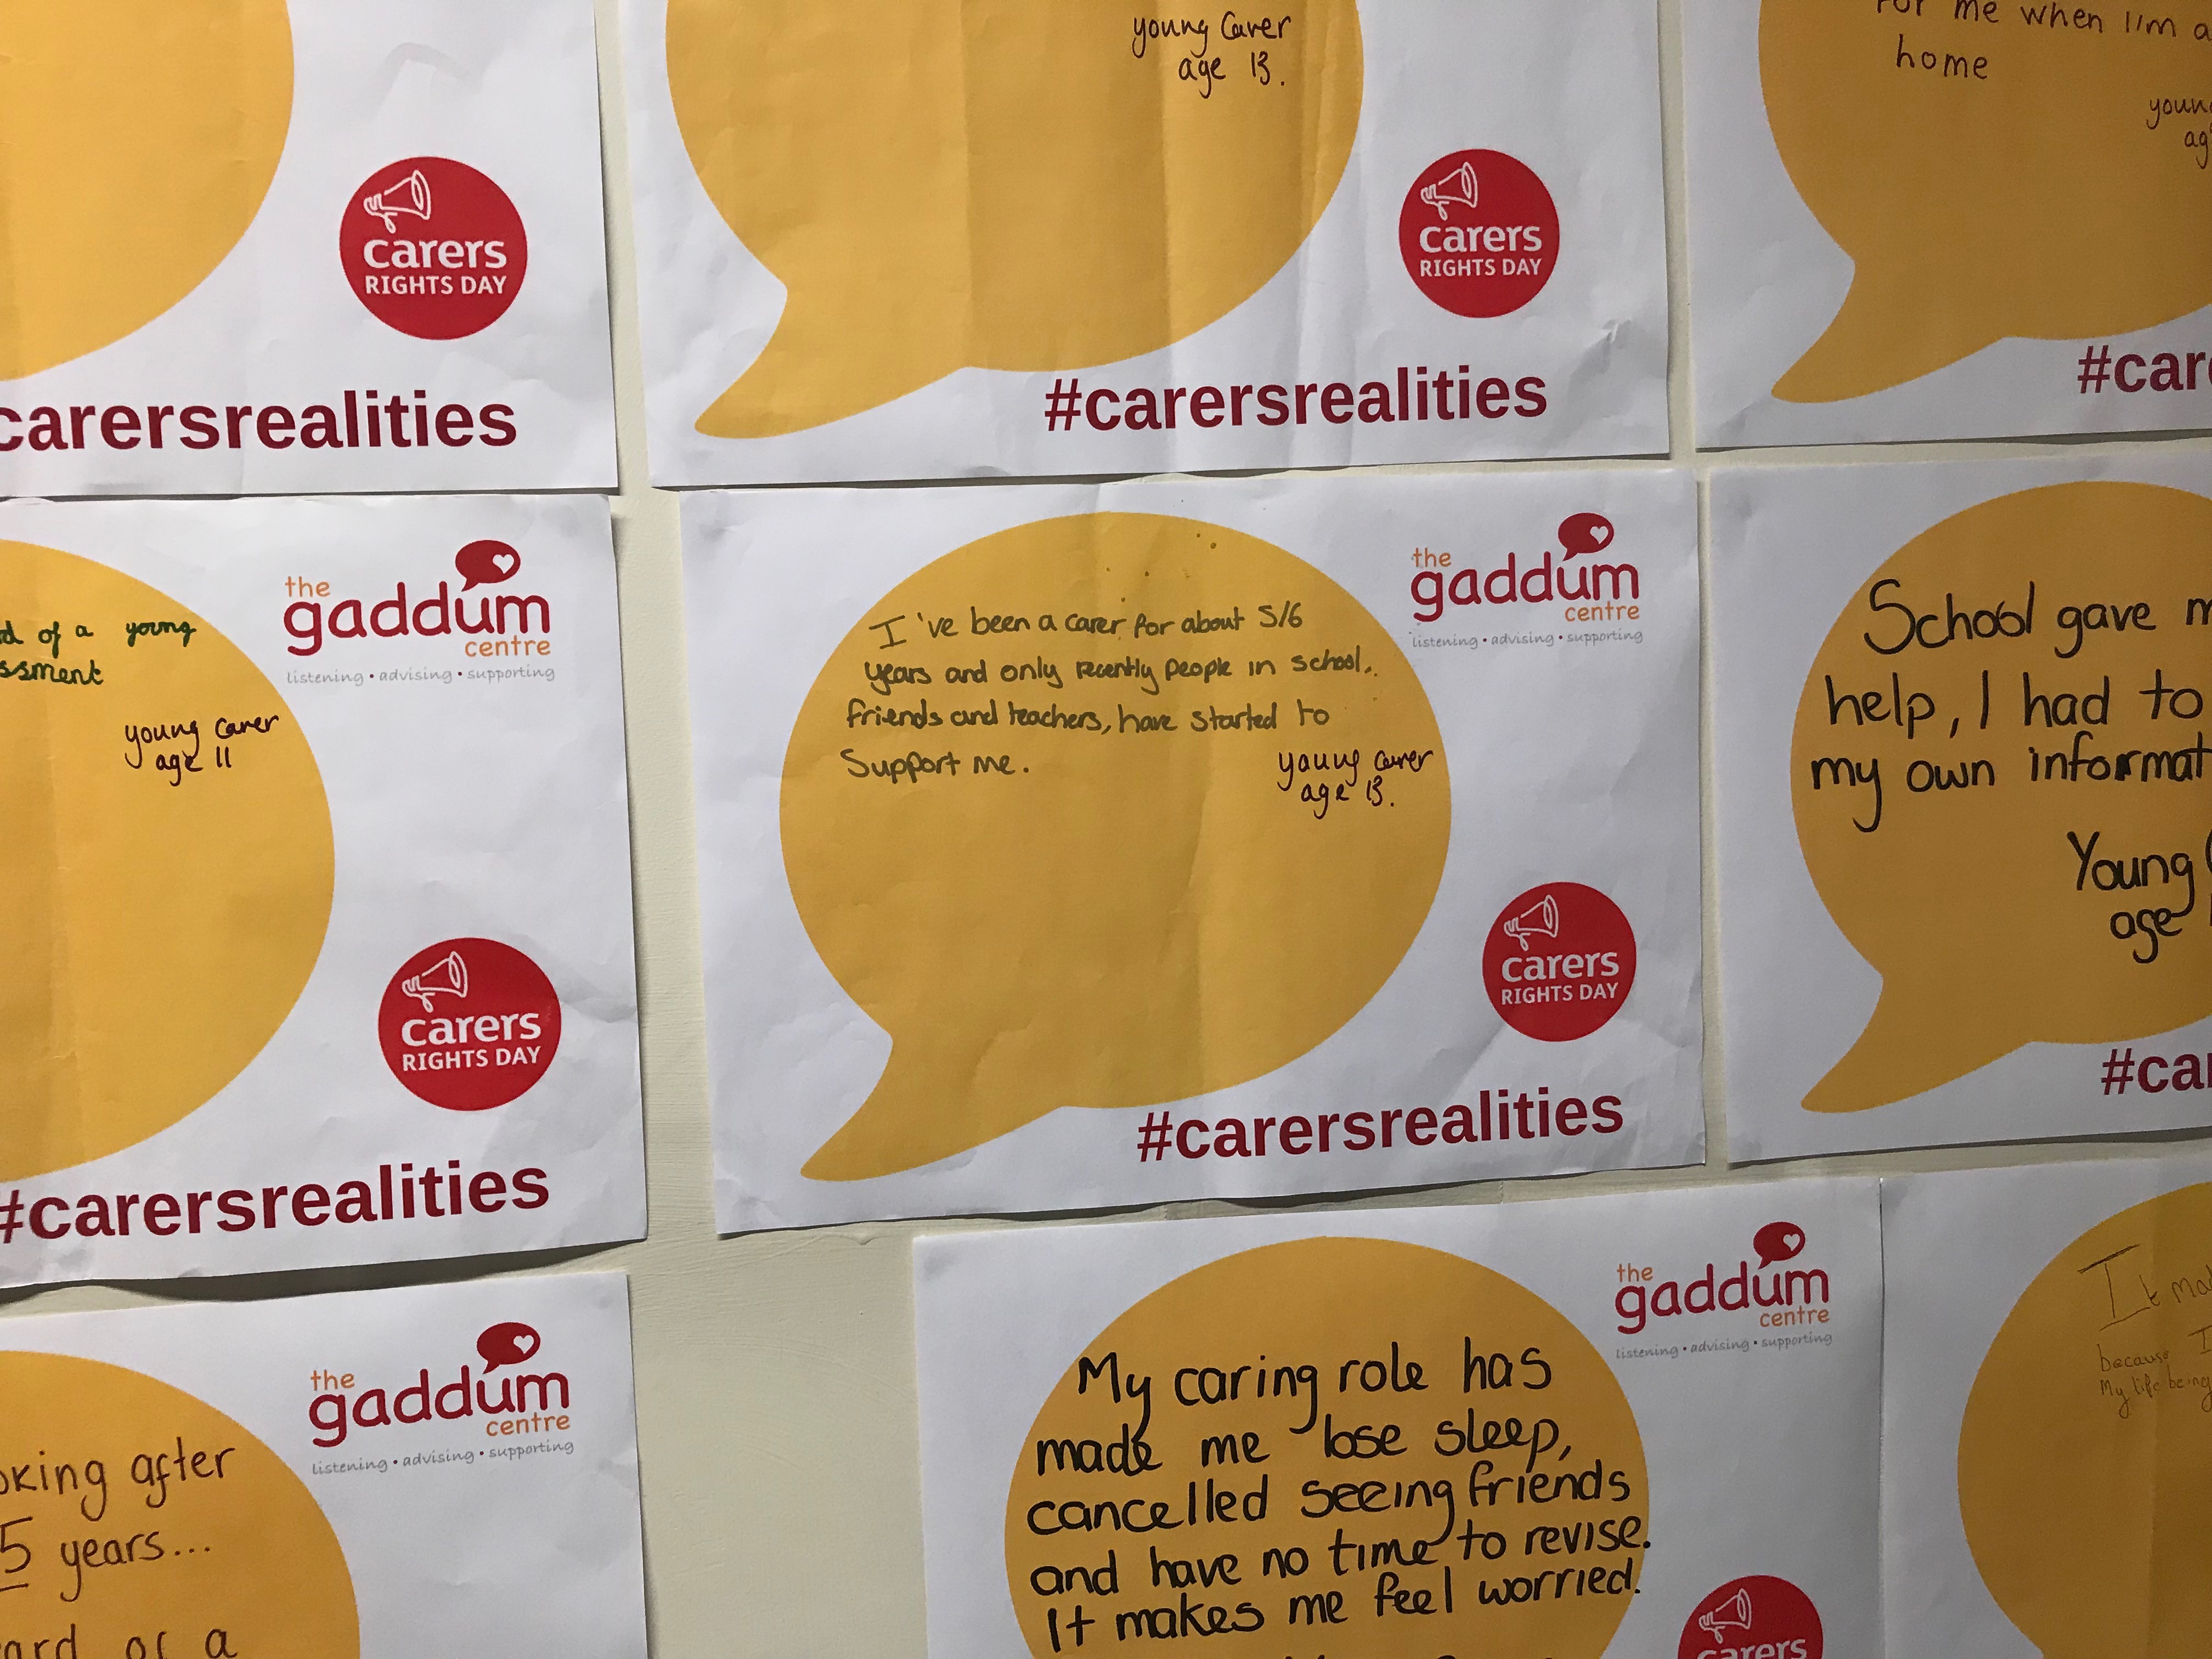 young Carer
age 13.
carers
RIGHTS DAY
#carersrealities
carers
RIGHTS DAY
carersrealities
for me when I'm a
home
#car
of a young
young carer
age 11
the
gaddum
centre
listening • advising • supporting
carers
RIGHTS DAY
#carersrealities
I've been a carer for about 5/6
years and only recently people in school,
friends and teachers, have started to
Support me.
young carer
age 13.
the
gaddum
centre
listening • advising • supporting
carers
RIGHTS DAY
#carersrealities
School gave
help, I had to
my own
Young
age
#car
after
5 years...
or a
the
gaddum
centre
listening • advising • supporting
My caring role has
made me lose sleep,
cancelled seeing friends
and have no time to revise.
It makes me feel worried.
the
gaddum
centre
listening • advising • supporting
carers
It
because I
My life being